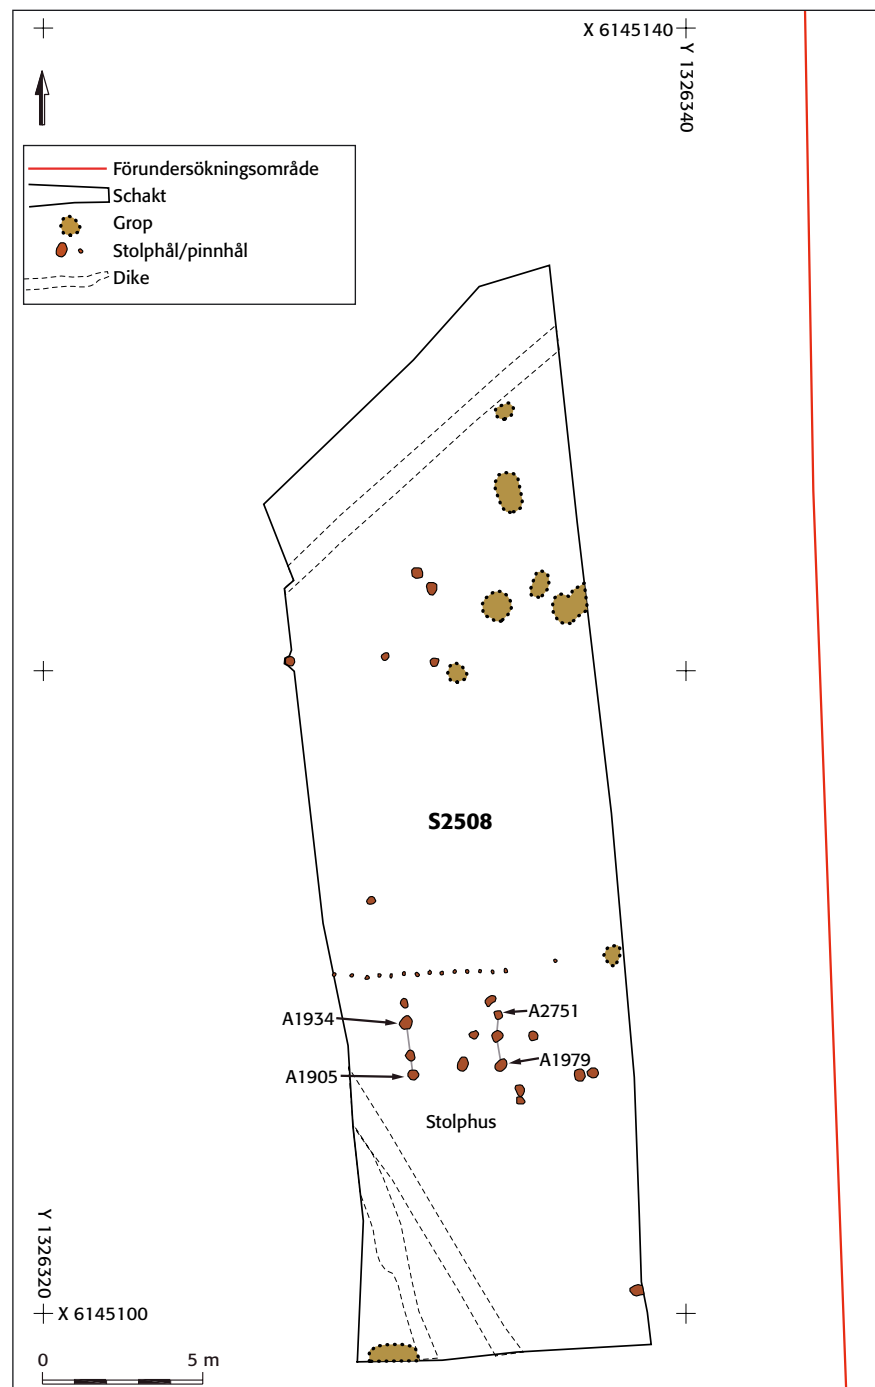 X 6145140
Y 1326340
Förundersökningsområde
Schakt
Grop
Stolphål/pinnhål
Dike
S2508
A1934
A2751
A1979
A1905
Stolphus
Y 1326320
X 6145100
0 5 m